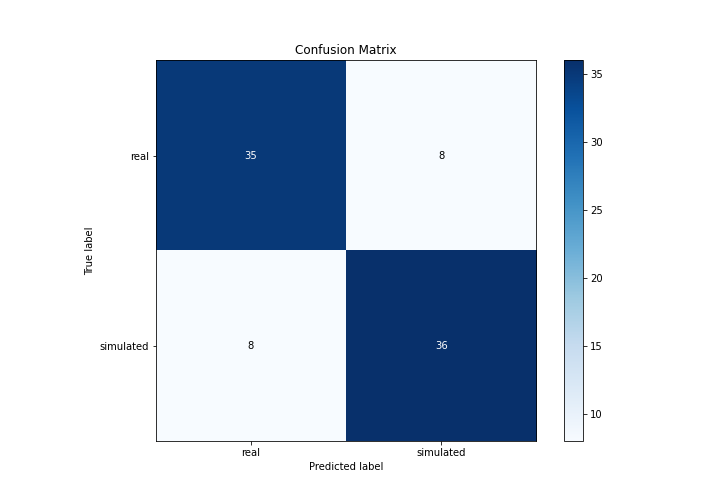 Confusion Matrix
True label
real
simulated
35
8
8
36
real
simulated
Predicted label
35
30
25
20
15
10